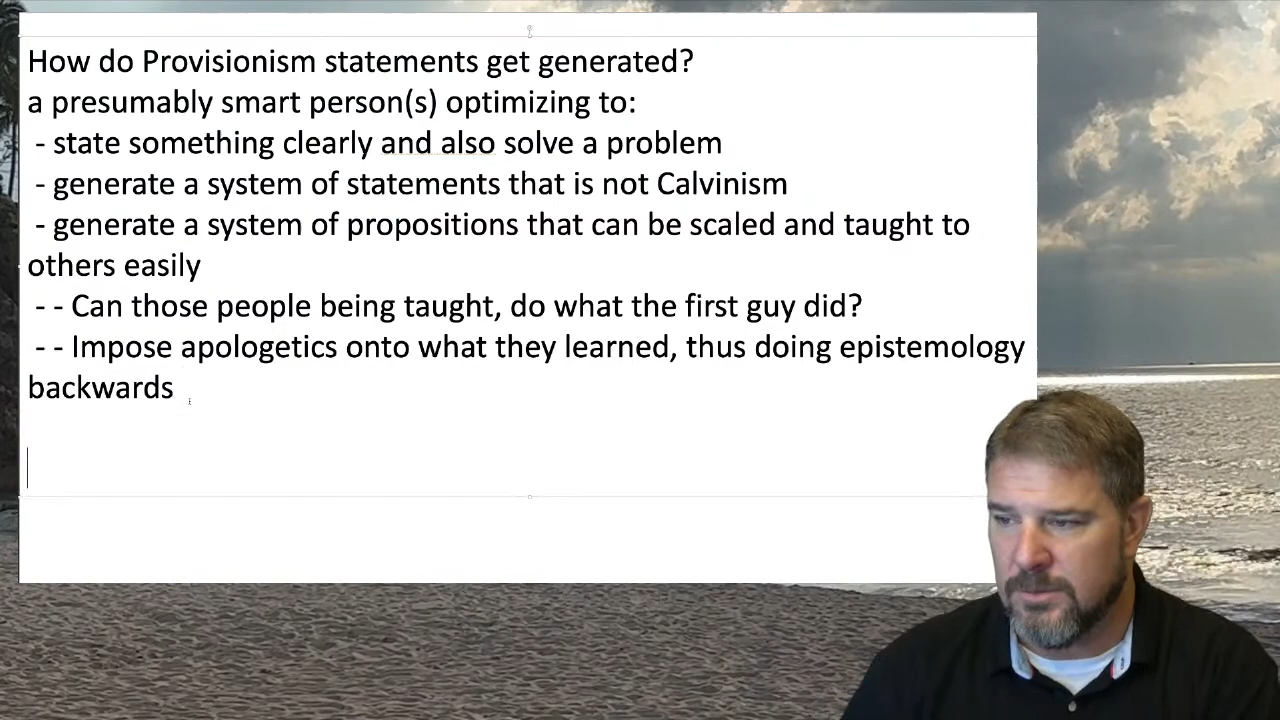 How do Provisionism statements get generated?
a presumably smart person(s) optimizing to:
- state something clearly and also solve a problem
- generate a system of statements that is not Calvinism
- generate a system of propositions that can be scaled and taught to
others easily
- - Can those people being taught, do what the first guy did?
- - Impose apologetics onto what they learned, thus doing epistemology
backwards